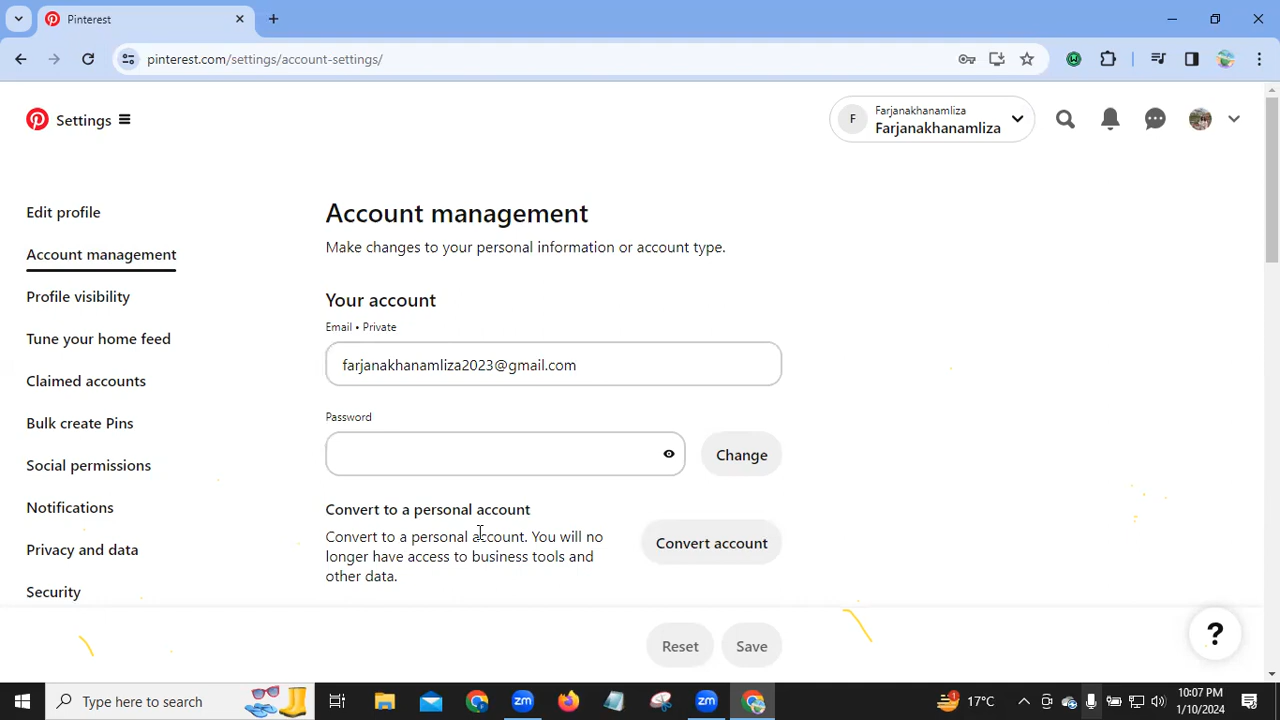 Pinterest
pinterest.com/settings/account-settings/
Settings
F
Farjanakhanamliza
Farjanakhanamliza
Edit profile
Account management
Profile visibility
Tune your home feed
Claimed accounts
Bulk create Pins
Social permissions
Notifications
Privacy and data
Security
Account management
Make changes to your personal information or account type.
Your account
Email • Private
farjanakhanamliza2023@gmail.com
Password
Change
Convert to a personal account
Convert to a personal account. You will no
longer have access to business tools and
other data.
Convert account
Reset
Save
?
Type here to search
zm
zm
1
17°C
10:07 PM
1/10/2024